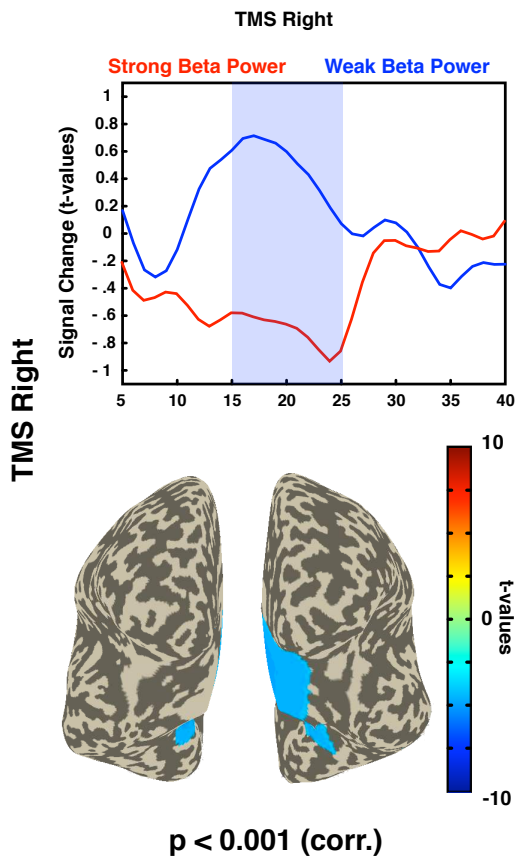 TMS Right
Strong Beta Power Weak Beta Power
1
0.8
0.6
0.4
0.2
0
- .2
- .4
- .6
- .8
- 1
Signal Change (t-values)
5 10 15 20 25 30 35 40
TMS Right
10
0
-10
t-values
p < 0.001 (corr.)